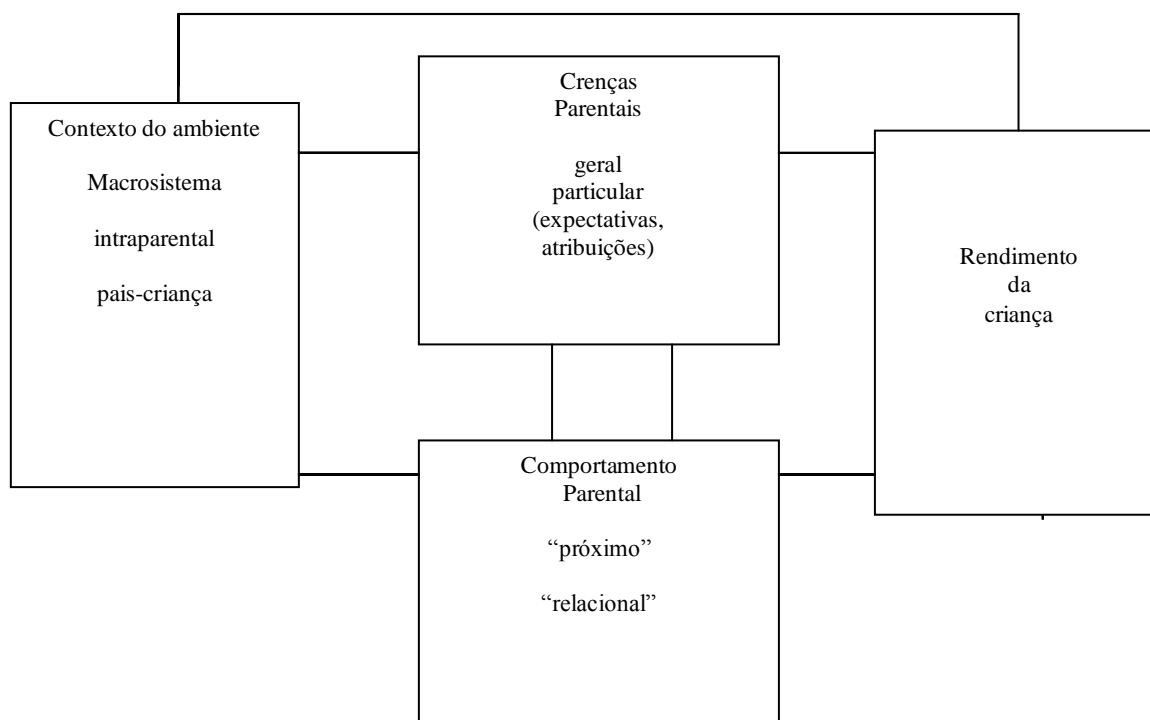 Contexto do ambiente
Macrosistema
intraparental
pais-criança
Crenças
Parentais
geral
particular
(expectativas,
atribuições)
Rendimento
da
criança
Comportamento
Parental
“próximo”
“relacional”